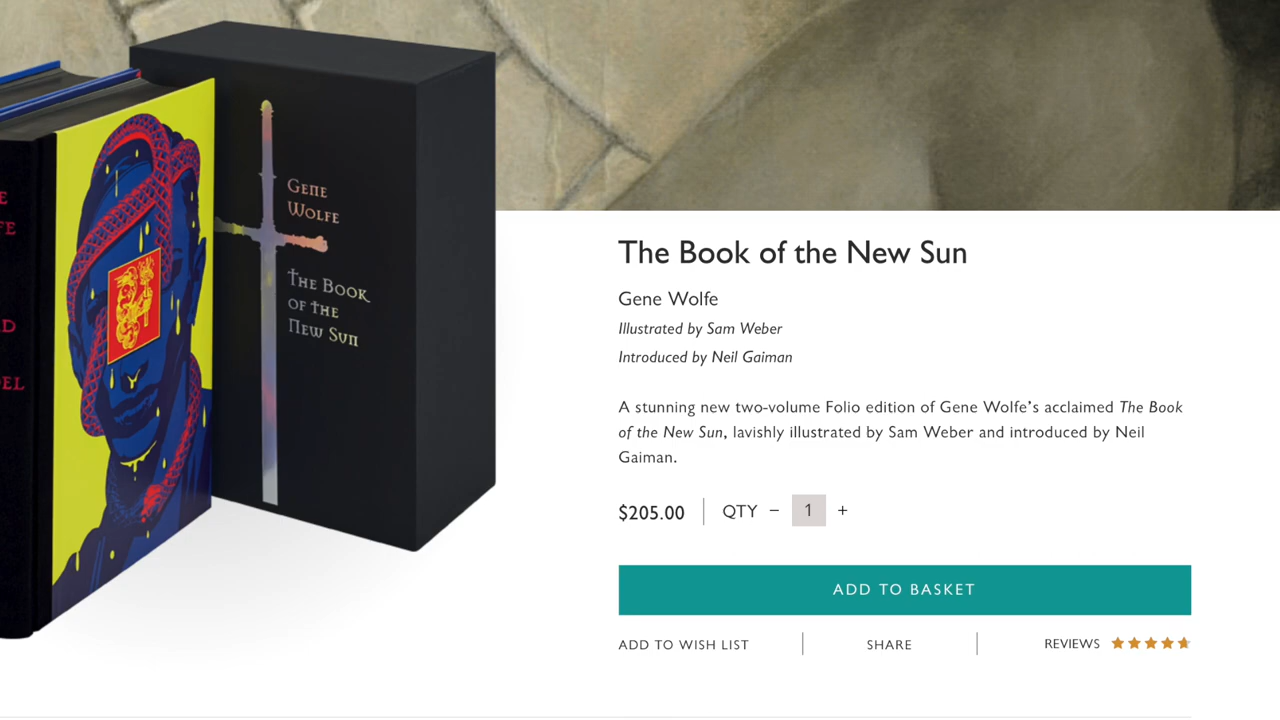 GENE
WOLFE
THE BOOK
OF THE
NEW SUN
The Book of the New Sun
Gene Wolfe
Illustrated by Sam Weber
Introduced by Neil Gaiman
A stunning new two-volume Folio edition of Gene Wolfe’s acclaimed The Book
of the New Sun, lavishly illustrated by Sam Weber and introduced by Neil
Gaiman.
$205.00 QTY − 1 +
ADD TO BASKET
ADD TO WISH LIST SHARE REVIEWS